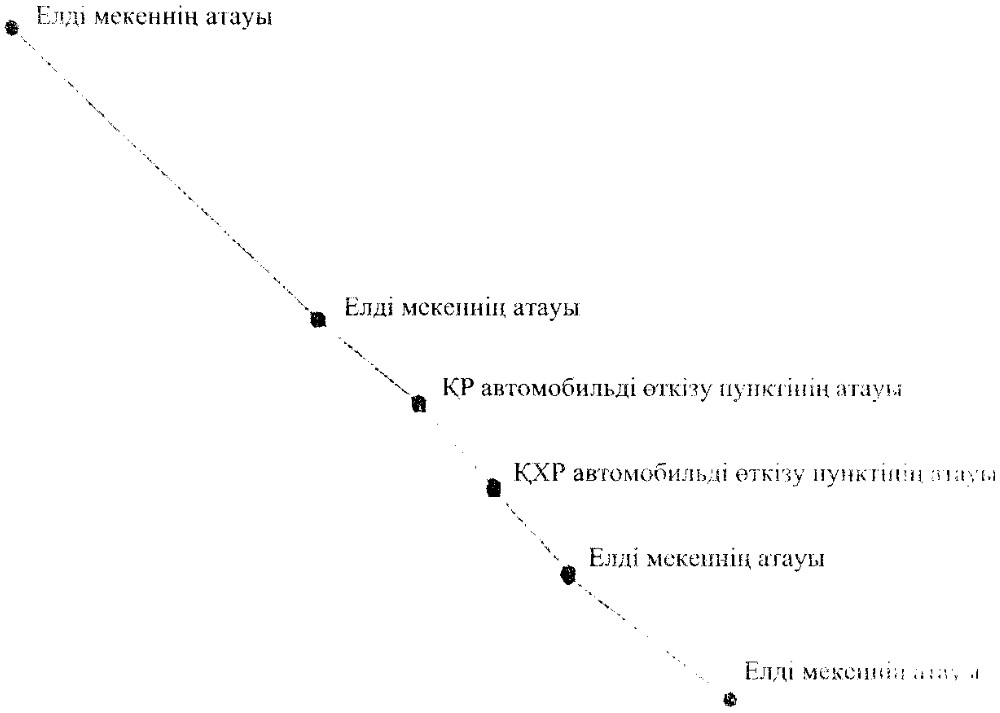 Елді мекеннің атауы
Елді мекеннің атауы
ҚР автомобильді өткізу пунктінің атауы
ҚХР автомобильді өткізу пунктінің атауы
Елді мекеннің атауы
Елді мекеннің атауы